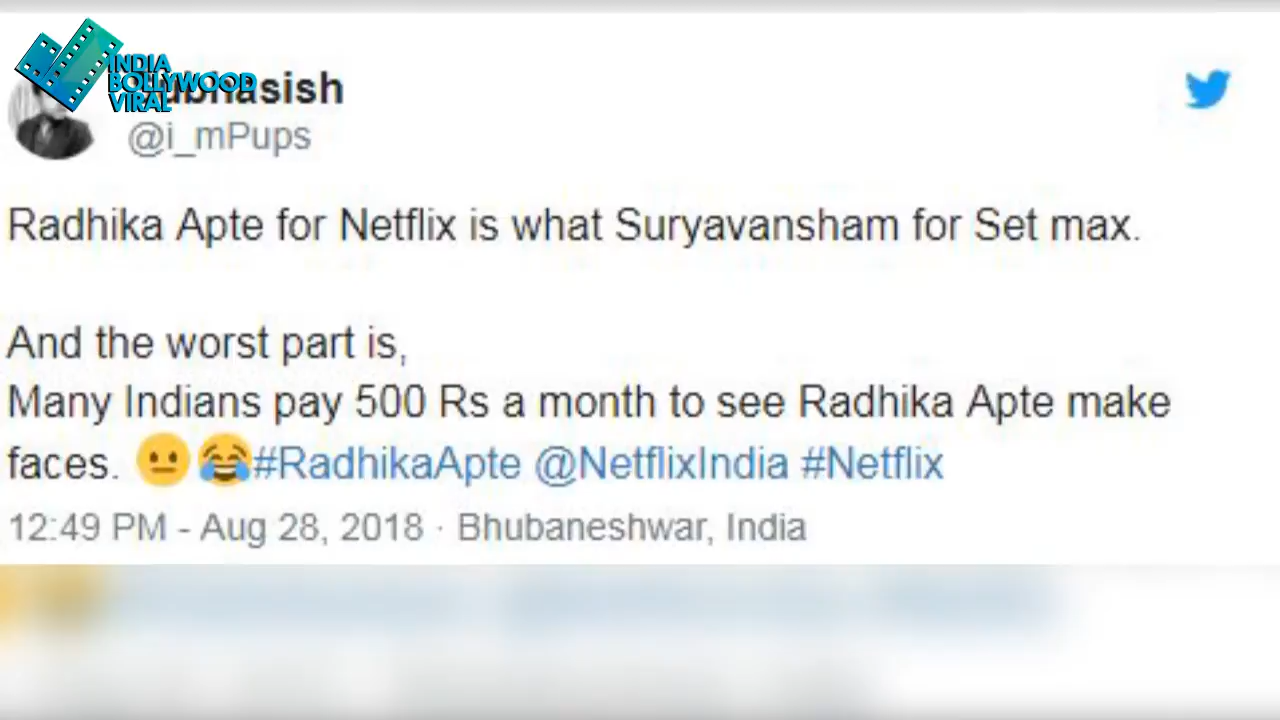 INDIA
BOLLYWOOD
VIRAL
@i_mPups
Radhika Apte for Netflix is what Suryavansham for Set max.
And the worst part is,
Many Indians pay 500 Rs a month to see Radhika Apte make
faces. 😐😂#RadhikaApte @NetflixIndia #Netflix
12:49 PM - Aug 28, 2018 · Bhubaneshwar, India